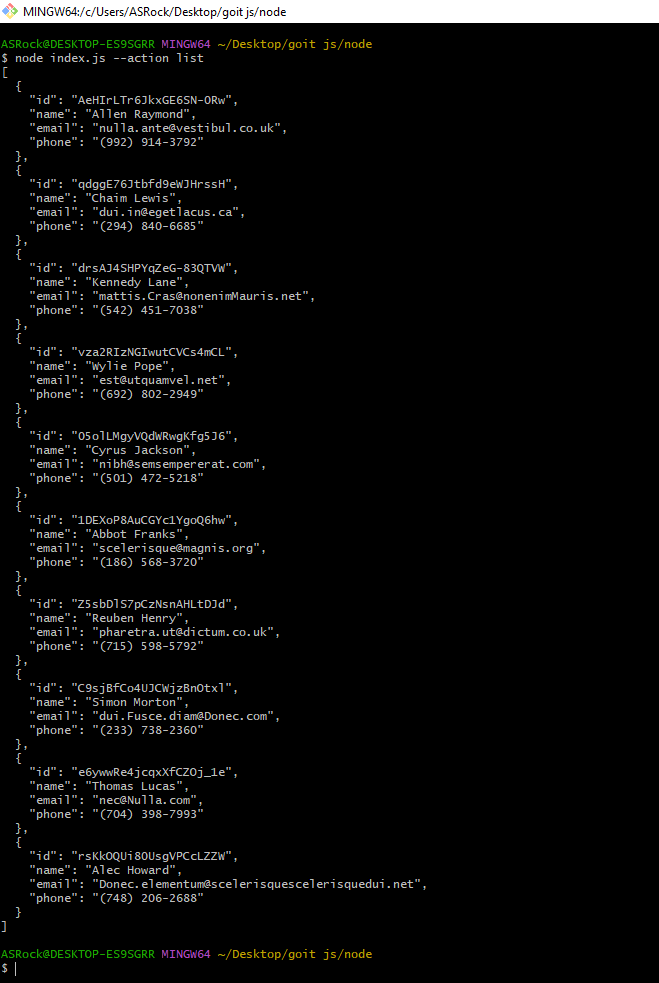 MINGW64:/c/Users/ASRock/Desktop/goit js/node
ASRock@DESKTOP-ES9SGRR MINGW64 ~/Desktop/goit js/node
$ node index.js --action list
[
  {
    "id": "AeHIrLTr6JkxGE6SN-0Rw",
    "name": "Allen Raymond",
    "email": "nulla.ante@vestibul.co.uk",
    "phone": "(992) 914-3792"
  },
  {
    "id": "qdggE76Jtbfd9eWJHrssH",
    "name": "Chaim Lewis",
    "email": "dui.in@egetlacus.ca",
    "phone": "(294) 840-6685"
  },
  {
    "id": "drsAJ4SHPYqZeG-83QTVW",
    "name": "Kennedy Lane",
    "email": "mattis.Cras@nonenimMauris.net",
    "phone": "(542) 451-7038"
  },
  {
    "id": "vza2RIzNGIwutCVCs4mCL",
    "name": "Wylie Pope",
    "email": "est@utquamvel.net",
    "phone": "(692) 802-2949"
  },
  {
    "id": "05olLMgyVQdWRwgKfg5J6",
    "name": "Cyrus Jackson",
    "email": "nibh@semsempererat.com",
    "phone": "(501) 472-5218"
  },
  {
    "id": "1DEXoP8AuCGYc1YgoQ6hw",
    "name": "Abbot Franks",
    "email": "scelerisque@magnis.org",
    "phone": "(186) 568-3720"
  },
  {
    "id": "Z5sbDlS7pCzNsnAHLtDJd",
    "name": "Reuben Henry",
    "email": "pharetra.ut@dictum.co.uk",
    "phone": "(715) 598-5792"
  },
  {
    "id": "C9sjBfCo4UJCWjzBnOtxl",
    "name": "Simon Morton",
    "email": "dui.Fusce.diam@Donec.com",
    "phone": "(233) 738-2360"
  },
  {
    "id": "e6ywwRe4jcqxXfCZOj_1e",
    "name": "Thomas Lucas",
    "email": "nec@Nulla.com",
    "phone": "(704) 398-7993"
  },
  {
    "id": "rsKkOQUi80UsgVPCcLZZW",
    "name": "Alec Howard",
    "email": "Donec.elementum@scelerisquescelerisquedui.net",
    "phone": "(748) 206-2688"
  }
]
ASRock@DESKTOP-ES9SGRR MINGW64 ~/Desktop/goit js/node
$